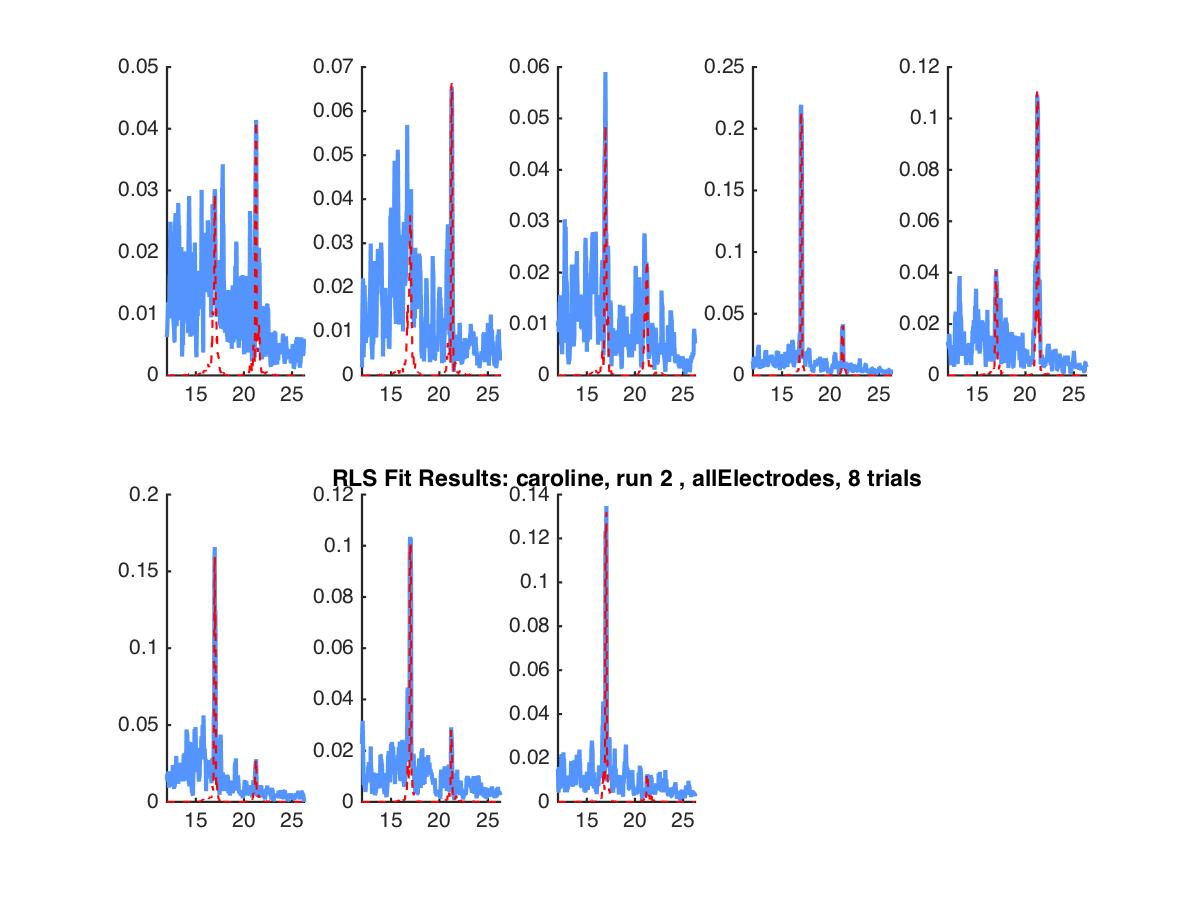 0.05 0.07 0.06 0.25 0.12
0.04 0.06 0.05 0.2 0.1
0.03 0.05 0.04 0.15 0.08
0.02 0.04 0.03 0.1 0.06
0.01 0.03 0.02 0.05 0.04
0 0.02 0.01 0 0.02
0.01 0 0
0
15 20 25 15 20 25 15 20 25 15 20 25 15 20 25
RLS Fit Results: caroline, run 2 , allElectrodes, 8 trials
0.2 0.12 0.14
0.15 0.1 0.12
0.1 0.08 0.1
0.05 0.06 0.08
0 0.04 0.06
0.02 0.04
0 0.02
0
15 20 25 15 20 25 15 20 25